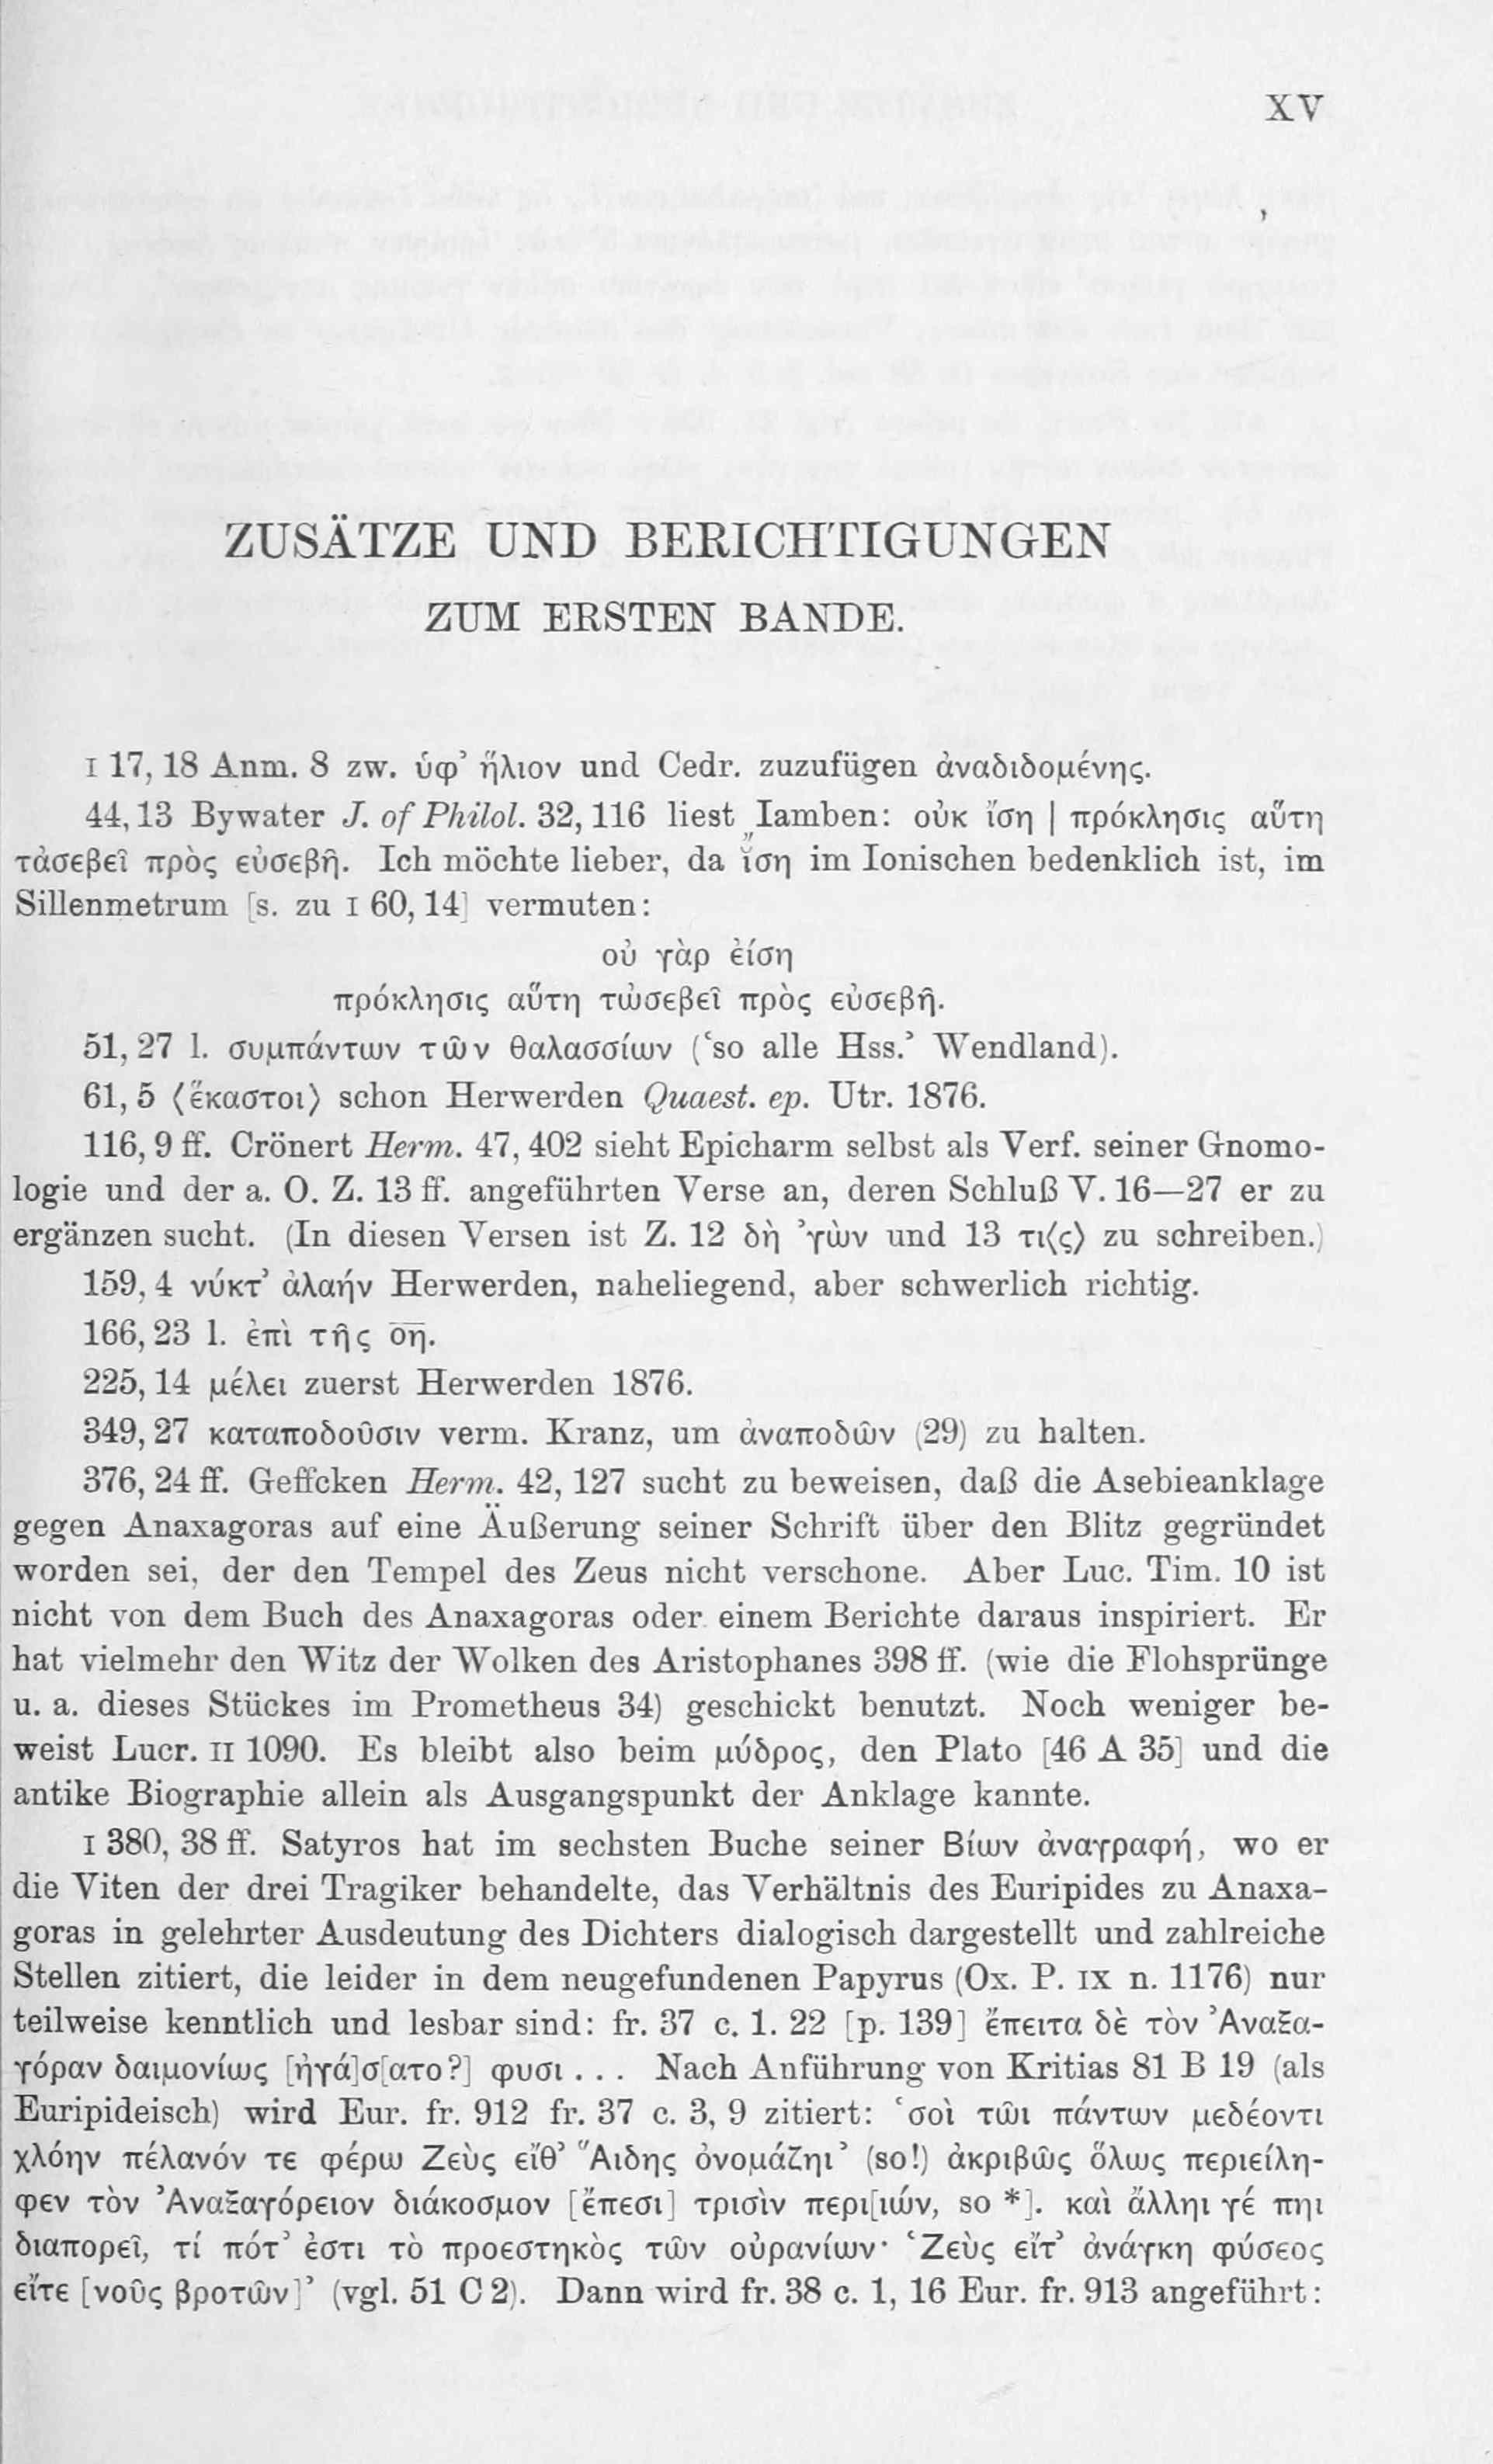 XV
ZUSÄTZE UND BERICHTIGUNGEN
ZUM ERSTEN BANDE.
I 17, 18 Anm. 8 zw. ὑφ’ ἥλιον und Cedr. zuzufügen ἀναδιδομένης.
44, 13 Bywater J. of Philol. 32, 116 liest „Iamben: οὐκ ἴση | πρόκλησις αὕτη
τἀσεβεῖ πρὸς εὐσεβῆ. Ich möchte lieber, da ἴση im Ionischen bedenklich ist, im
Sillenmetrum [s. zu I 60, 14] vermuten:
οὐ γὰρ ἐίση
πρόκλησις αὕτη τὠσεβεῖ πρὸς εὐσεβῆ.
51, 27 l. συμπάντων τῶν θαλασσίων (‘so alle Hss.’ Wendland).
61, 5 ⟨ἕκαστοι⟩ schon Herwerden Quaest. ep. Utr. 1876.
116, 9 ff. Crönert Herm. 47, 402 sieht Epicharm selbst als Verf. seiner Gnomo-
logie und der a. O. Z. 13 ff. angeführten Verse an, deren Schluß V. 16—27 er zu
ergänzen sucht. (In diesen Versen ist Z. 12 δὴ ’γὼν und 13 τι⟨ς⟩ zu schreiben.)
159, 4 νύκτ’ ἀλαήν Herwerden, naheliegend, aber schwerlich richtig.
166, 23 l. ἐπὶ τῆς ο̅η̅.
225, 14 μέλει zuerst Herwerden 1876.
349, 27 καταποδοῦσιν verm. Kranz, um ἀναποδῶν (29) zu halten.
376, 24 ff. Geffcken Herm. 42, 127 sucht zu beweisen, daß die Asebieanklage
gegen Anaxagoras auf eine Äußerung seiner Schrift über den Blitz gegründet
worden sei, der den Tempel des Zeus nicht verschone. Aber Luc. Tim. 10 ist
nicht von dem Buch des Anaxagoras oder einem Berichte daraus inspiriert. Er
hat vielmehr den Witz der Wolken des Aristophanes 398 ff. (wie die Flohsprünge
u. a. dieses Stückes im Prometheus 34) geschickt benutzt. Noch weniger be-
weist Lucr. II 1090. Es bleibt also beim μύδρος, den Plato [46 A 35] und die
antike Biographie allein als Ausgangspunkt der Anklage kannte.
I 380, 38 ff. Satyros hat im sechsten Buche seiner Βίων ἀναγραφή, wo er
die Viten der drei Tragiker behandelte, das Verhältnis des Euripides zu Anaxa-
goras in gelehrter Ausdeutung des Dichters dialogisch dargestellt und zahlreiche
Stellen zitiert, die leider in dem neugefundenen Papyrus (Ox. P. IX n. 1176) nur
teilweise kenntlich und lesbar sind: fr. 37 c. 1. 22 [p. 139] ἔπειτα δὲ τὸν Ἀναξα-
γόραν δαιμονίως [ἠγά]σ[ατο?] φυσι ... Nach Anführung von Kritias 81 B 19 (als
Euripideisch) wird Eur. fr. 912 fr. 37 c. 3, 9 zitiert: ‘σοὶ τῶι πάντων μεδέοντι
χλόην πέλανόν τε φέρω Ζεὺς εἴθ’ Ἅιδης ὀνομάζηι’ (so!) ἀκριβῶς ὅλως περιείλη-
φεν τὸν Ἀναξαγόρειον διάκοσμον [ἔπεσι] τρισὶν περι[ιών, so *]. καὶ ἄλληι γέ πηι
διαπορεῖ, τί πότ’ ἐστι τὸ προεστηκὸς τῶν οὐρανίων· ‘Ζεὺς εἴτ’ ἀνάγκη φύσεος
εἴτε [νοῦς βροτῶν]’ (vgl. 51 C 2). Dann wird fr. 38 c. 1, 16 Eur. fr. 913 angeführt: